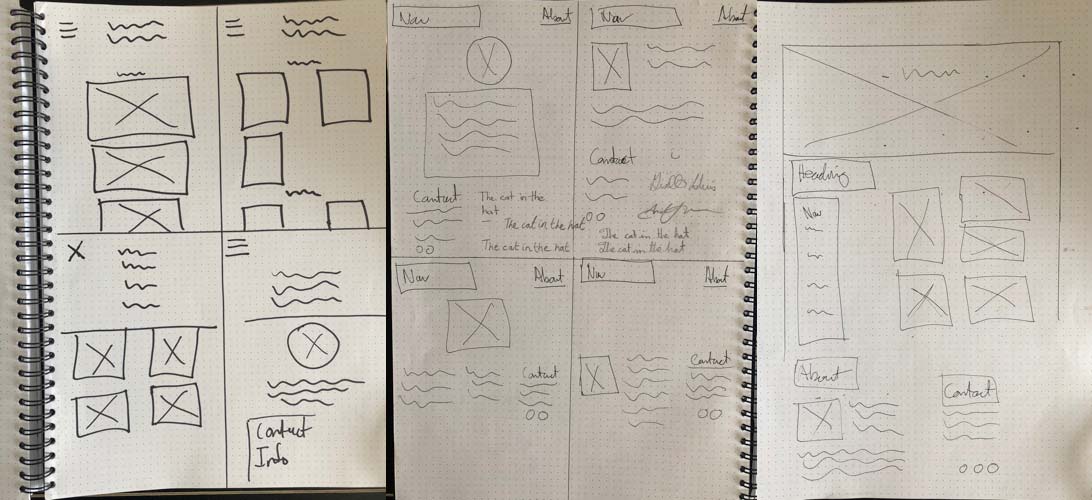 X
Contact
Info
Nav
About
Contact
The cat in the
hat
The cat in the hat
The cat in the hat
Nav
About
Contact
The cat in the hat
The cat in the hat
Nav
About
Contact
Nav
About
Contact
Heading
Nav
About
Contact